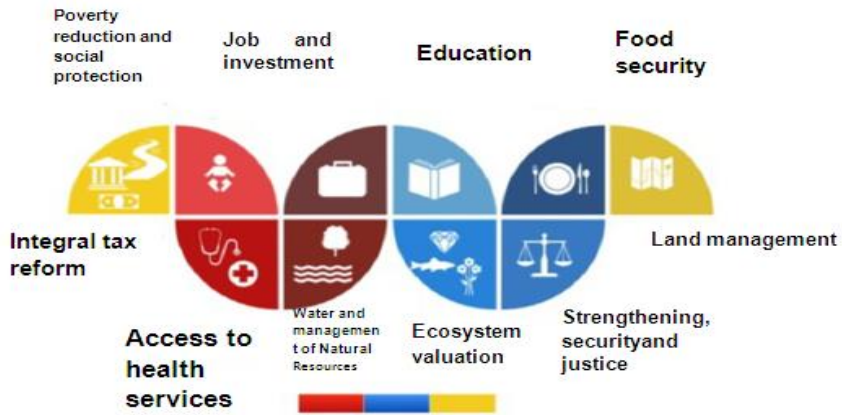 Poverty
reduction and
social
protection
Job and
investment
Education
Food
security
Integral tax
reform
Land management
Access to
health
services
Water and
managemen
t of Natural
Resources
Ecosystem
valuation
Strengthening,
securityand
justice